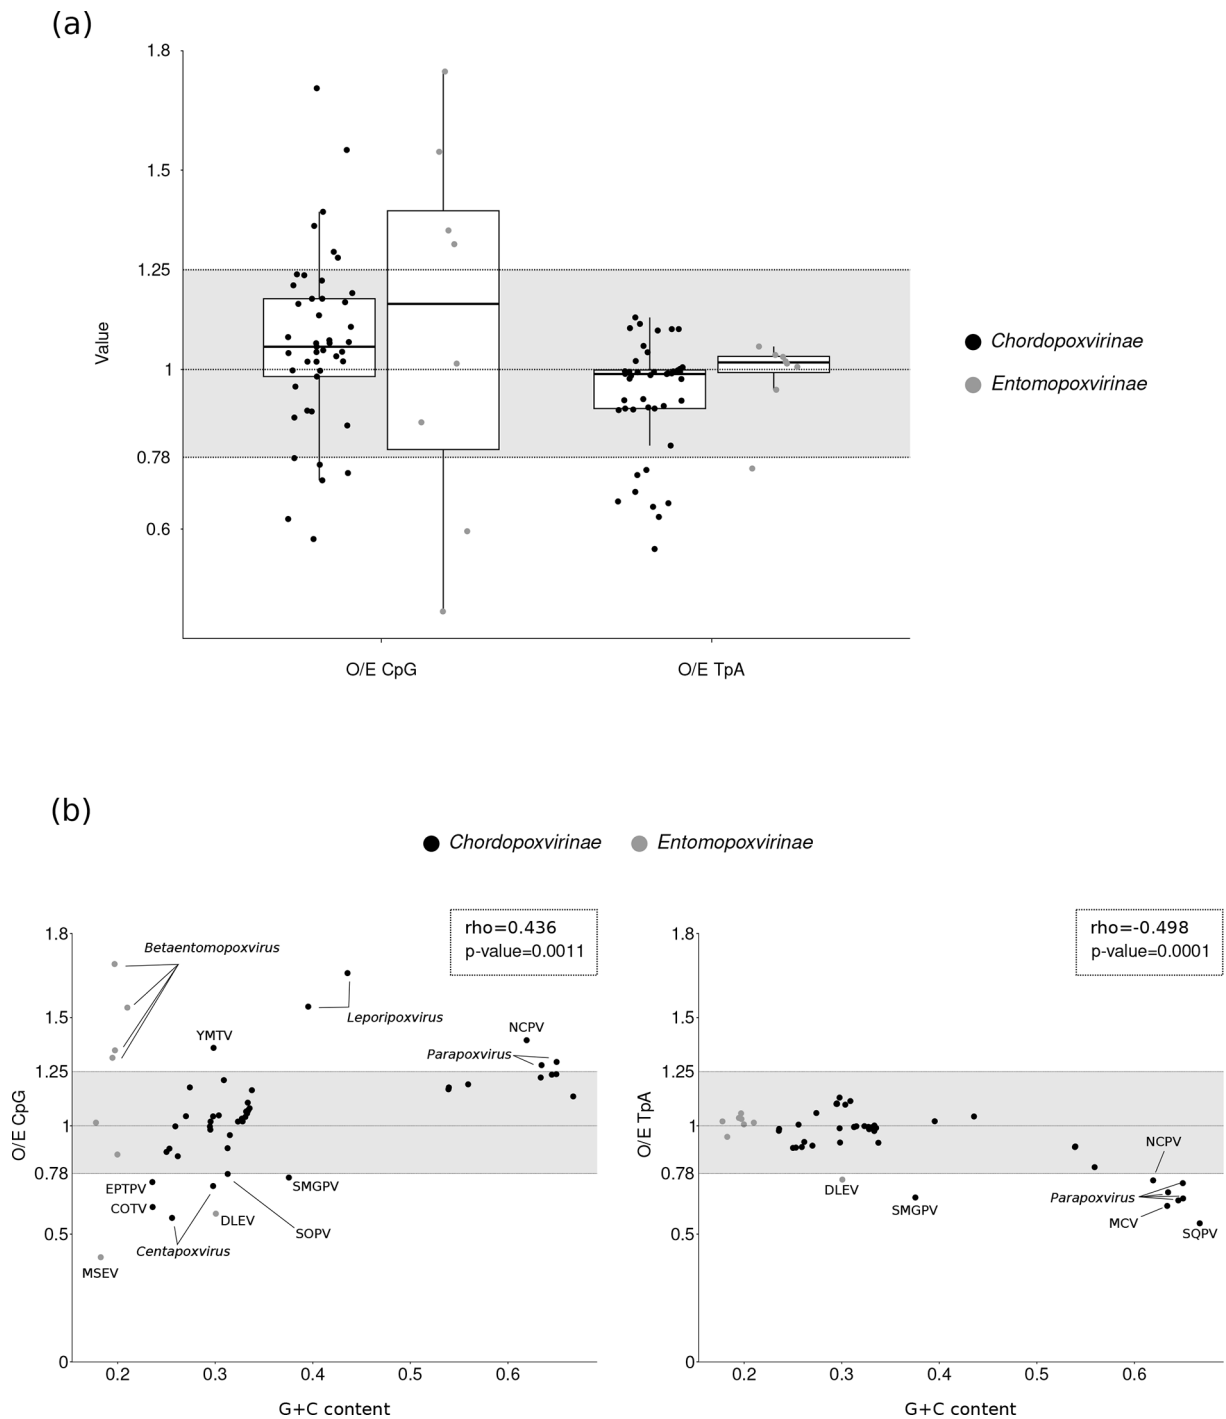 (a)
1.8
1.5
1.25
1
0.78
0.6
Value
O/E CpG
O/E TpA
Chordopoxvirinae
Entomopoxvirinae
(b)
Chordopoxvirinae
Entomopoxvirinae
rho=0.436
p-value=0.0011
1.8
1.5
1.25
1
0.78
0.5
0
O/E CpG
Betaentomopoxvirus
Leporipoxvirus
YMTV
NCPV
Parapoxvirus
EPTPV
COTV
SMGPV
DLEV
SOPV
Centapoxvirus
MSEV
0.2
0.3
0.4
0.5
0.6
G+C content
rho=-0.498
p-value=0.0001
1.8
1.5
1.25
1
0.78
0.5
0
O/E TpA
NCPV
DLEV
Parapoxvirus
SMGPV
MCV
SQPV
0.2
0.3
0.4
0.5
0.6
G+C content